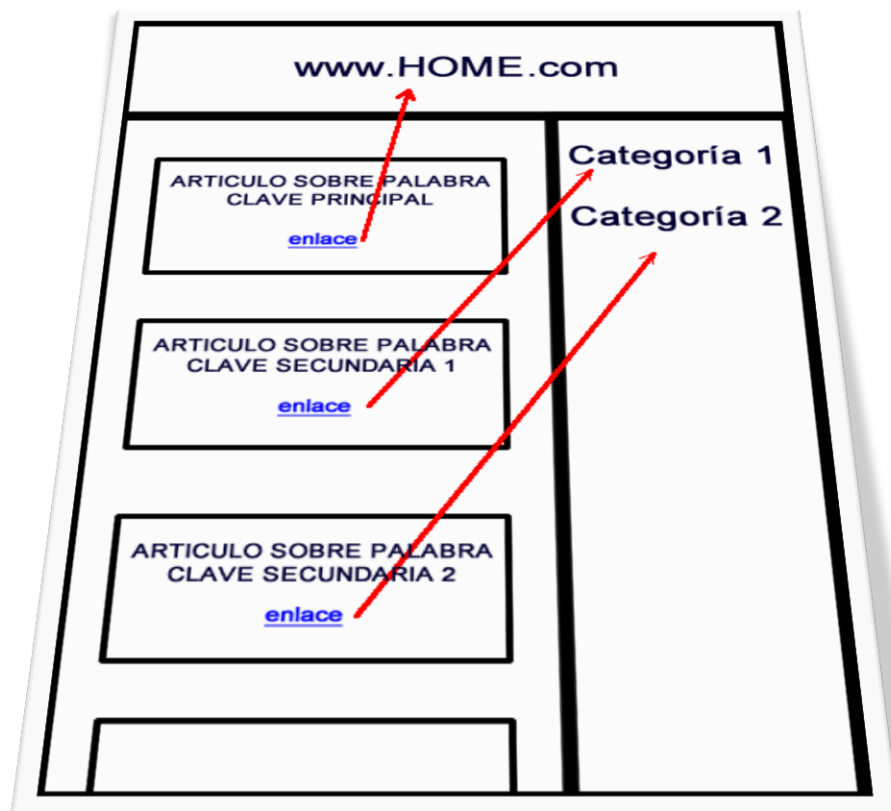 www.HOME.com
ARTICULO SOBRE PALABRA
CLAVE PRINCIPAL
enlace
ARTICULO SOBRE PALABRA
CLAVE SECUNDARIA 1
enlace
ARTICULO SOBRE PALABRA
CLAVE SECUNDARIA 2
enlace
Categoría 1
Categoría 2